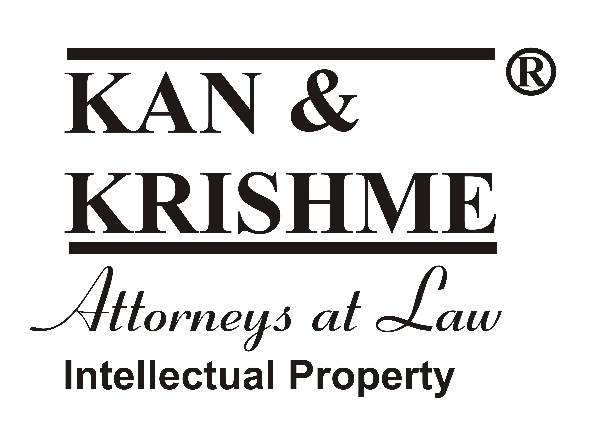 KAN & ®
KRISHME
Attorneys at Law
Intellectual Property